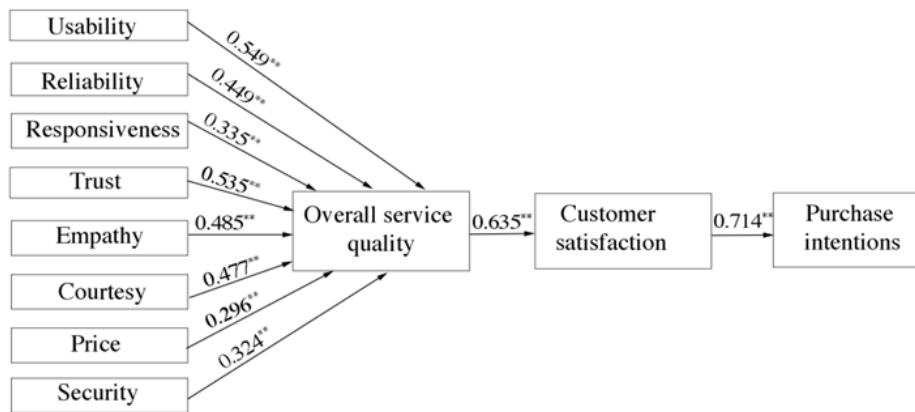 Usability
0.549**
Reliability
0.449**
Responsiveness
0.335**
Trust
0.535**
Empathy
0.485**
Courtesy
0.477**
Price
0.296**
Security
0.324**
Overall service
quality
0.635**
Customer
satisfaction
0.714**
Purchase
intentions